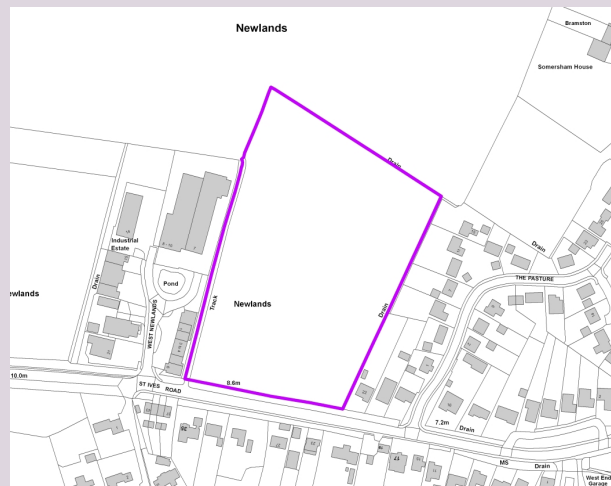 Newlands
Bramston
Somersham House
Drain
Drain
Industrial
Estate
Drain
Pond
ewlands
WEST NEWLANDS
Track
Newlands
Drain
THE PASTURE
10.0m
ST IVES ROAD
8.6m
7.2m
Drain
MS
Drain
West End
Garage